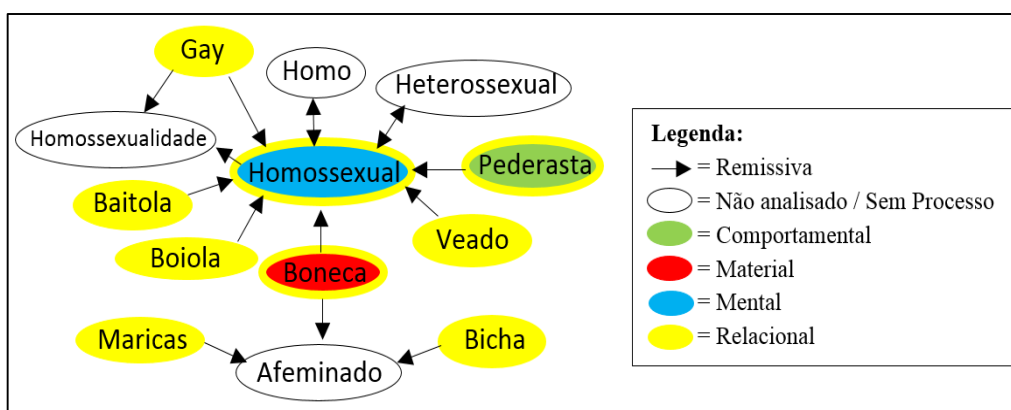 Gay
Homo
Heterossexual
Homossexualidade
Homossexual
Pederasta
Baitola
Veado
Boiola
Boneca
Maricas
Bicha
Afeminado
Legenda:
= Remissiva
= Não analisado / Sem Processo
= Comportamental
= Material
= Mental
= Relacional